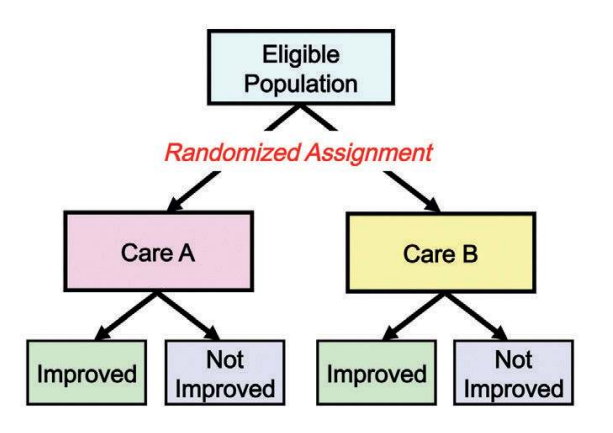 Eligible
Population
Randomized Assignment
Care A
Care B
Improved
Not
Improved
Improved
Not
Improved